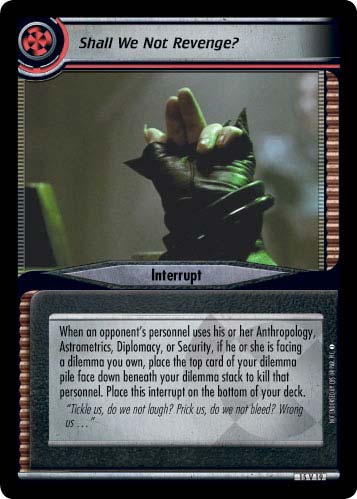 Shall We Not Revenge?
Interrupt
When an opponent's personnel uses his or her Anthropology,
Astrometrics, Diplomacy, or Security, if he or she is facing
a dilemma you own, place the top card of your dilemma
pile face down beneath your dilemma stack to kill that
personnel. Place this interrupt on the bottom of your deck.
"Tickle us, do we not laugh? Prick us, do we not bleed? Wrong
us …"
15 V 19